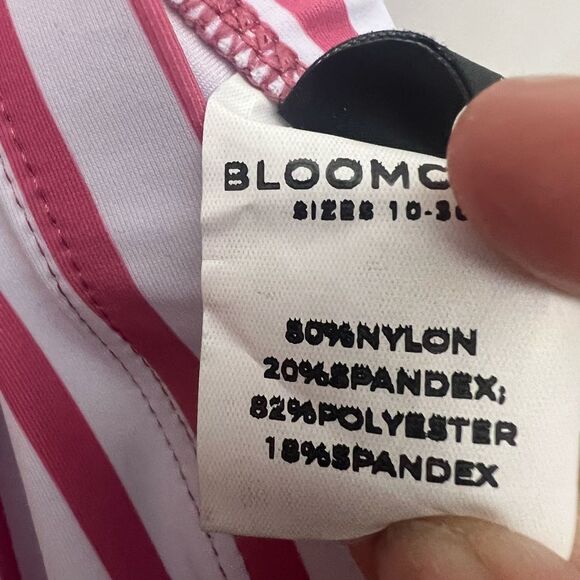 BLOOMC
SIZES 10-3
80%NYLON
20%SPANDEX;
82%POLYESTER
18%SPANDEX